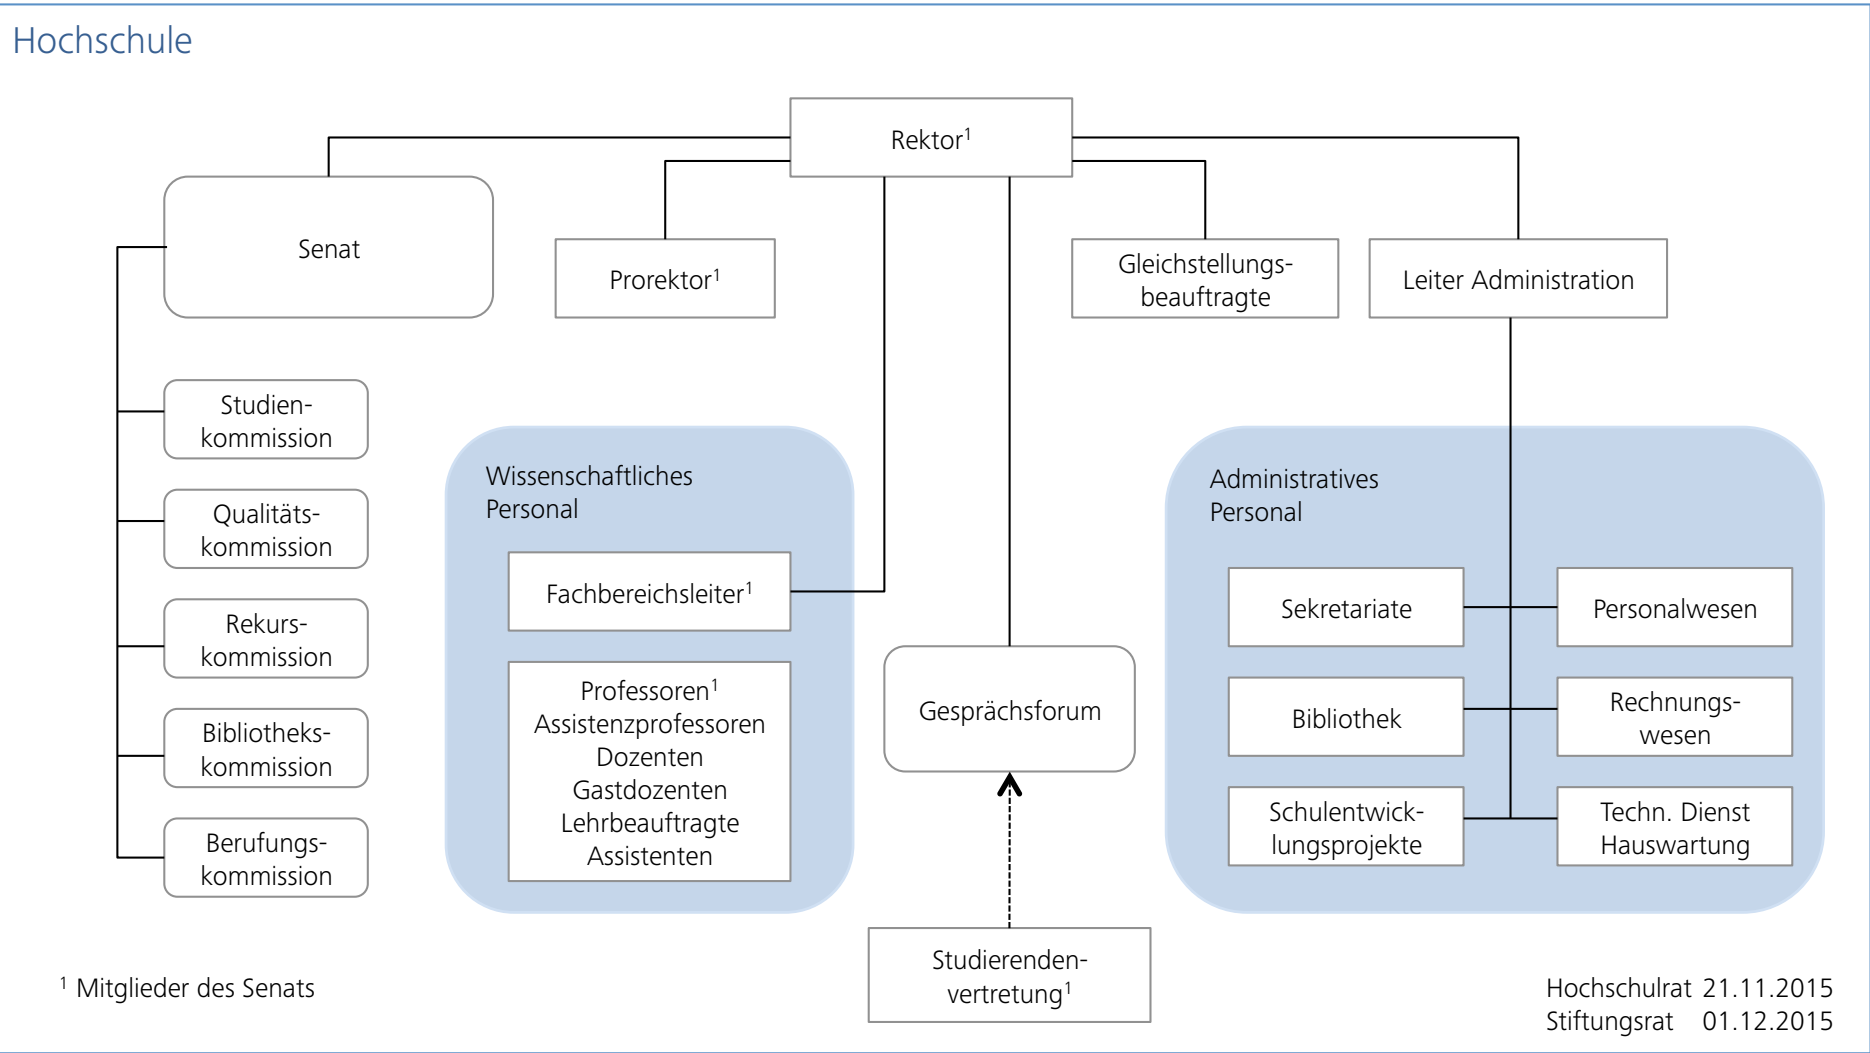 Hochschule
Rektor¹
Senat
Prorektor¹
Gleichstellungs-
beauftragte
Leiter Administration
Studien-
kommission
Qualitäts-
kommission
Rekurs-
kommission
Bibliotheks-
kommission
Berufungs-
kommission
Wissenschaftliches
Personal
Fachbereichsleiter¹
Professoren¹
Assistenzprofessoren
Dozenten
Gastdozenten
Lehrbeauftragte
Assistenten
Gesprächsforum
Studierenden-
vertretung¹
Administratives
Personal
Sekretariate
Personalwesen
Bibliothek
Rechnungs-
wesen
Schulentwick-
lungsprojekte
Techn. Dienst
Hauswartung
¹ Mitglieder des Senats
Hochschulrat 21.11.2015
Stiftungsrat 01.12.2015